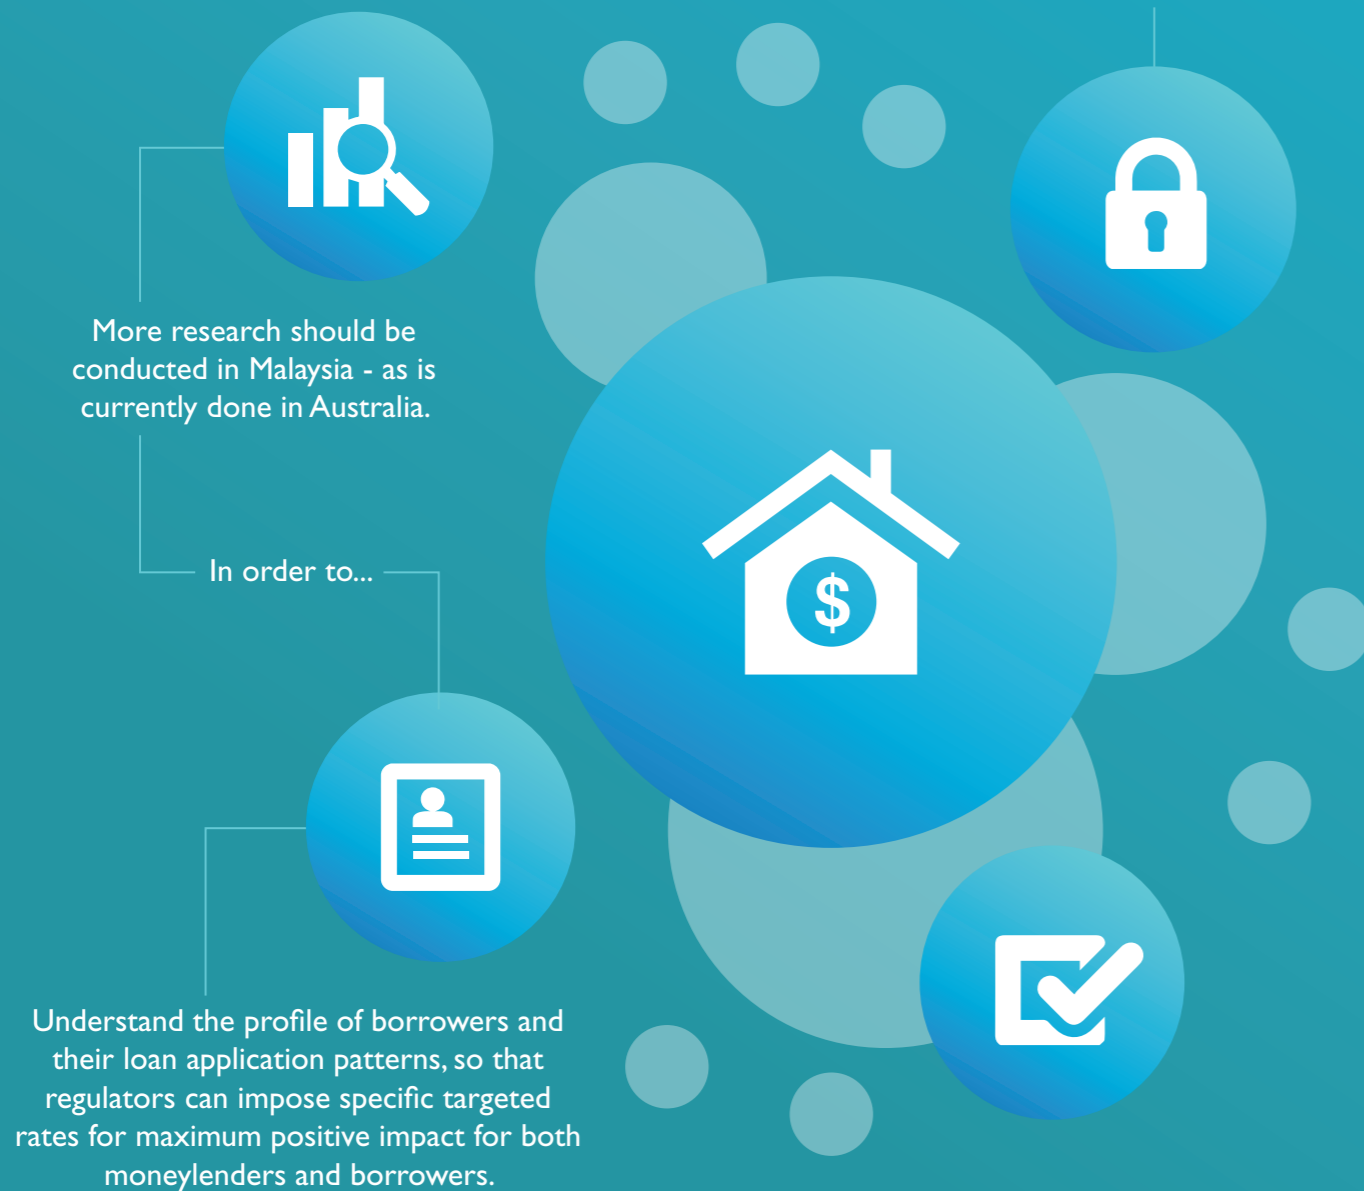 More research should be
conducted in Malaysia - as is
currently done in Australia.
In order to...
$
Understand the profile of borrowers and
their loan application patterns, so that
regulators can impose specific targeted
rates for maximum positive impact for both
moneylenders and borrowers.